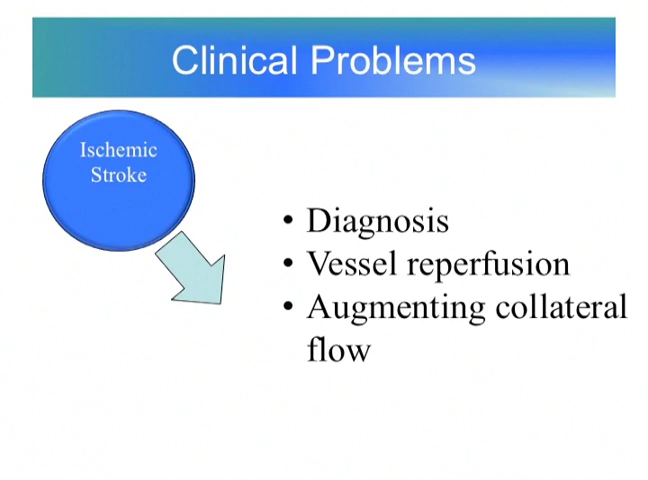 Clinical Problems
Ischemic
Stroke
• Diagnosis
• Vessel reperfusion
• Augmenting collateral
flow